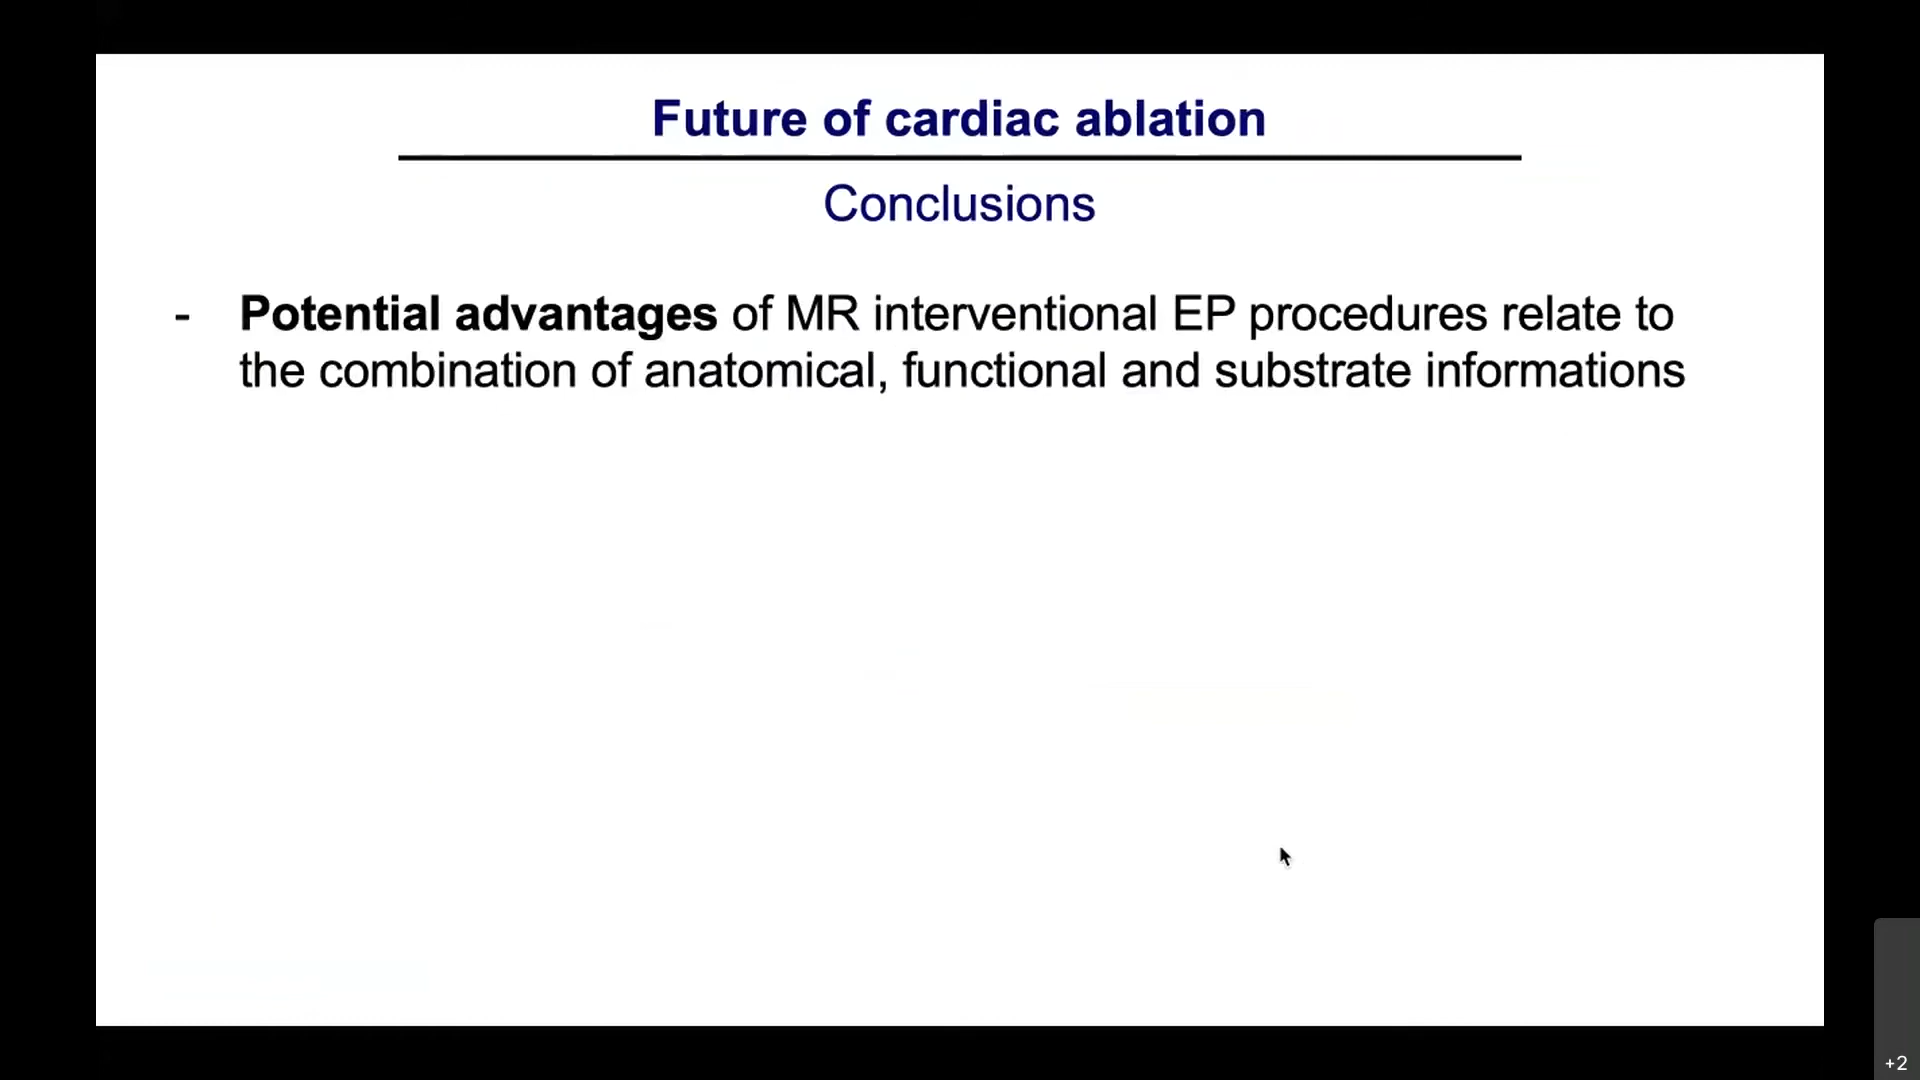 Future of cardiac ablation
Conclusions
- Potential advantages of MR interventional EP procedures relate to
the combination of anatomical, functional and substrate informations
+2